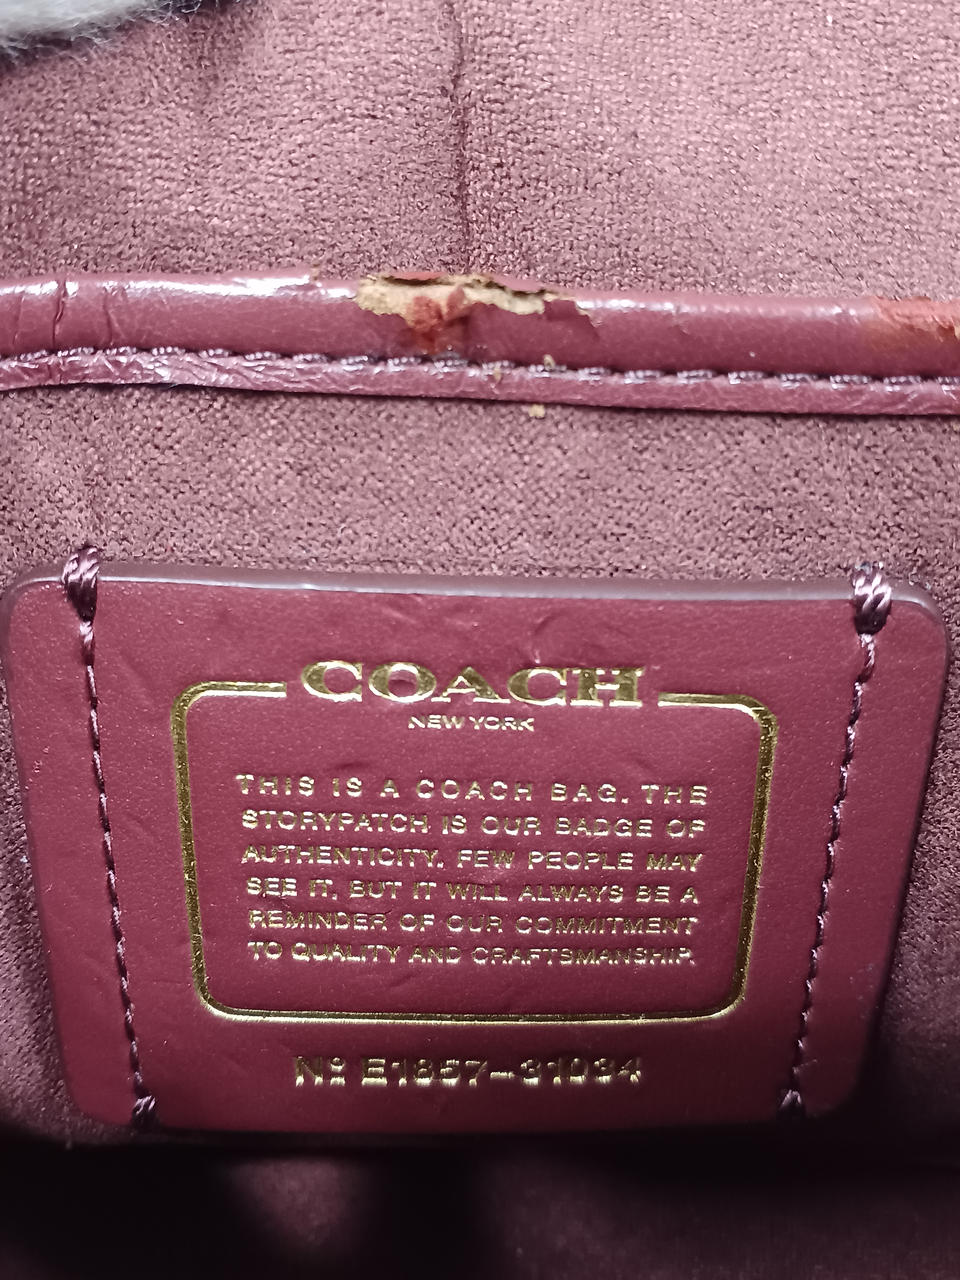 COACH
NEW YORK
THIS IS A COACH BAG. THE
STORYPATCH IS OUR BADGE OF
AUTHENTICITY. FEW PEOPLE MAY
SEE IT, BUT IT WILL ALWAYS BE A
REMINDER OF OUR COMMITMENT
TO QUALITY AND CRAFTSMANSHIP.
Nº E1857-31034